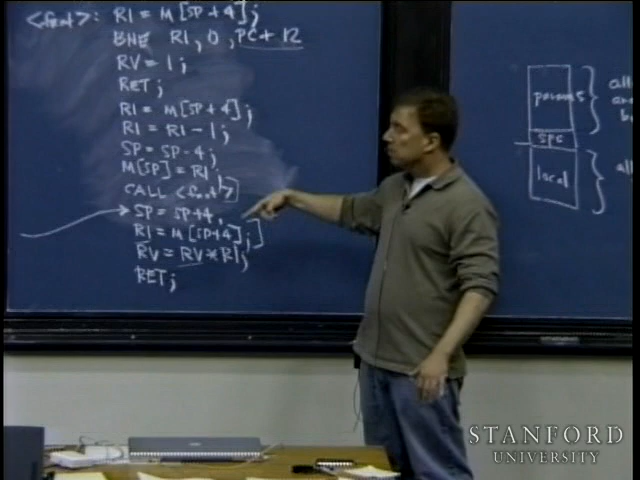 <fact>: R1 = M[SP+4];
BNE R1, 0, PC+12
RV = 1;
RET;
R1 = M[SP+4];
R1 = R1-1;
SP = SP-4;
M[SP] = R1;
CALL <fact>
SP = SP+4;
R1 = M[SP+4];
RV = RV*R1;
RET;
params
SPC
local
STANFORD
UNIVERSITY